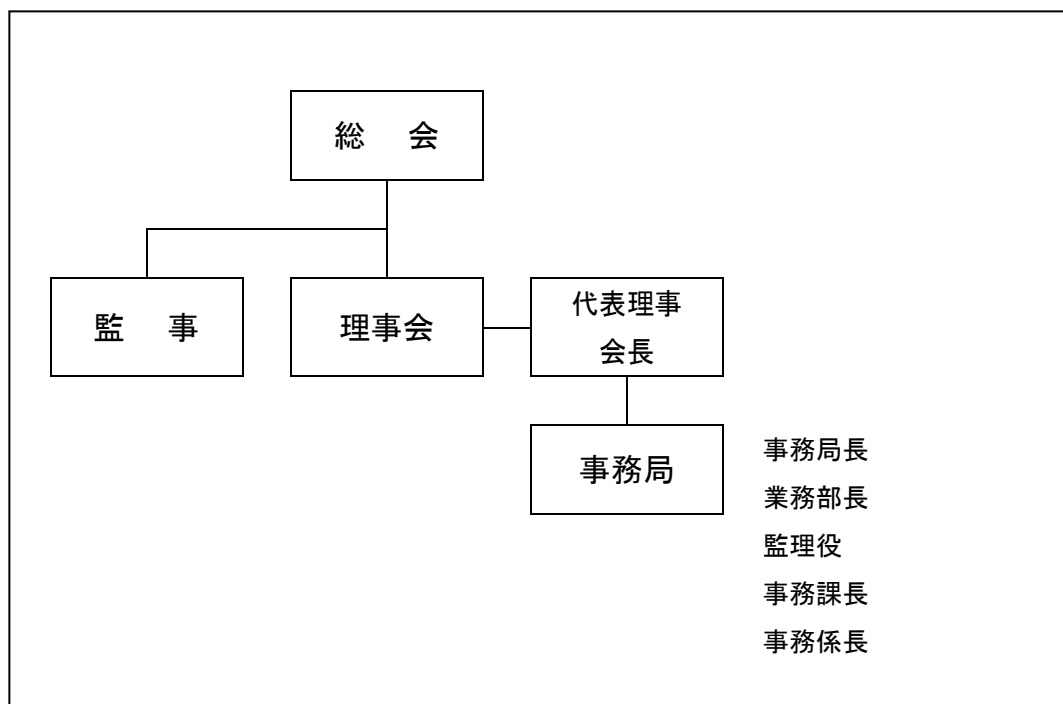 総　会
監　事
理事会
代表理事
会長
事務局
事務局長
業務部長
監理役
事務課長
事務係長